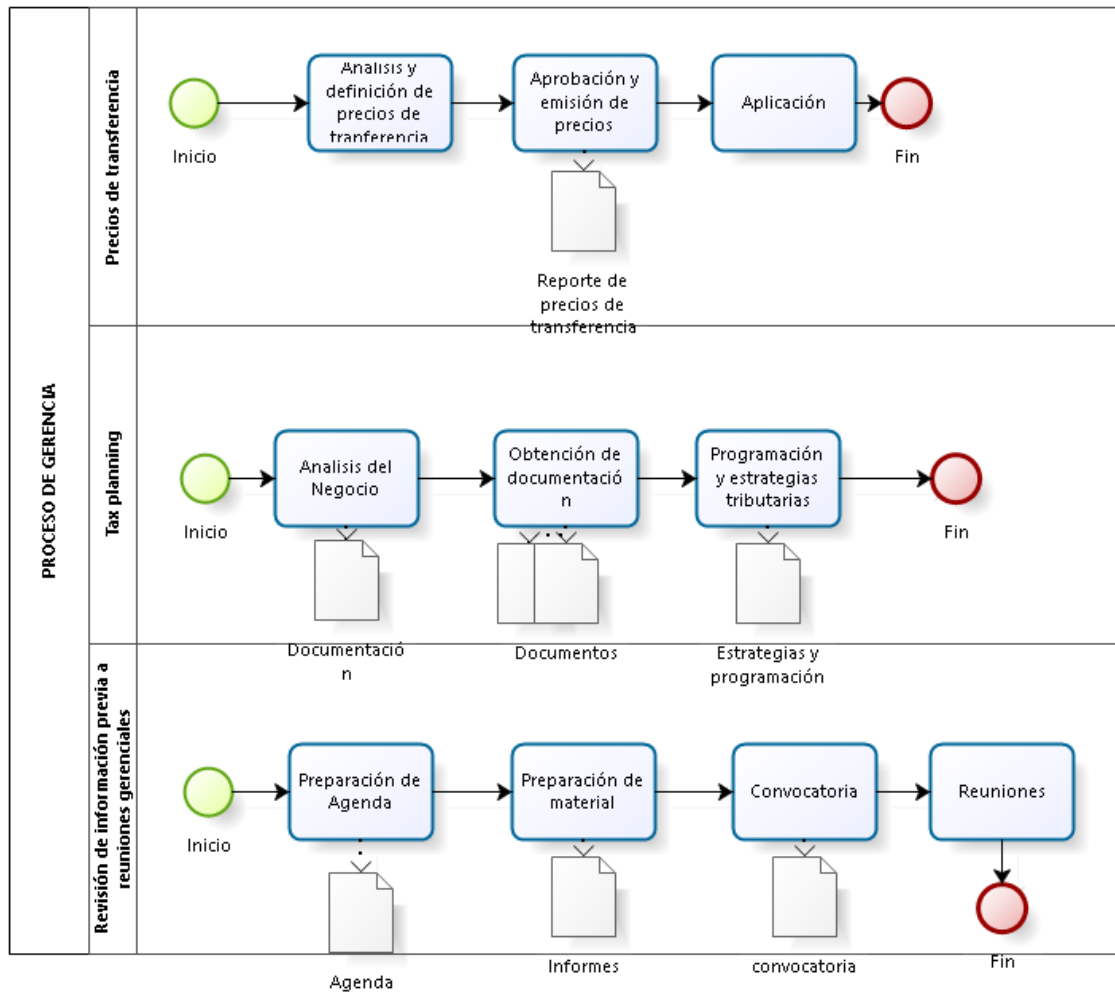 PROCESO DE GERENCIA
Precios de transferencia
Inicio
Analisis y
definición de
precios de
tranferencia
Aprobación y
emisión de
precios
Aplicación
Fin
Reporte de
precios de
transferencia
Tax planning
Inicio
Analisis del
Negocio
Obtención de
documentació
n
Programación
y estrategias
tributarias
Fin
Documentació
n
Documentos
Estrategias y
programación
Revisión de información previa a
reuniones gerenciales
Inicio
Preparación de
Agenda
Preparación de
material
Convocatoria
Reuniones
Agenda
Informes
convocatoria
Fin